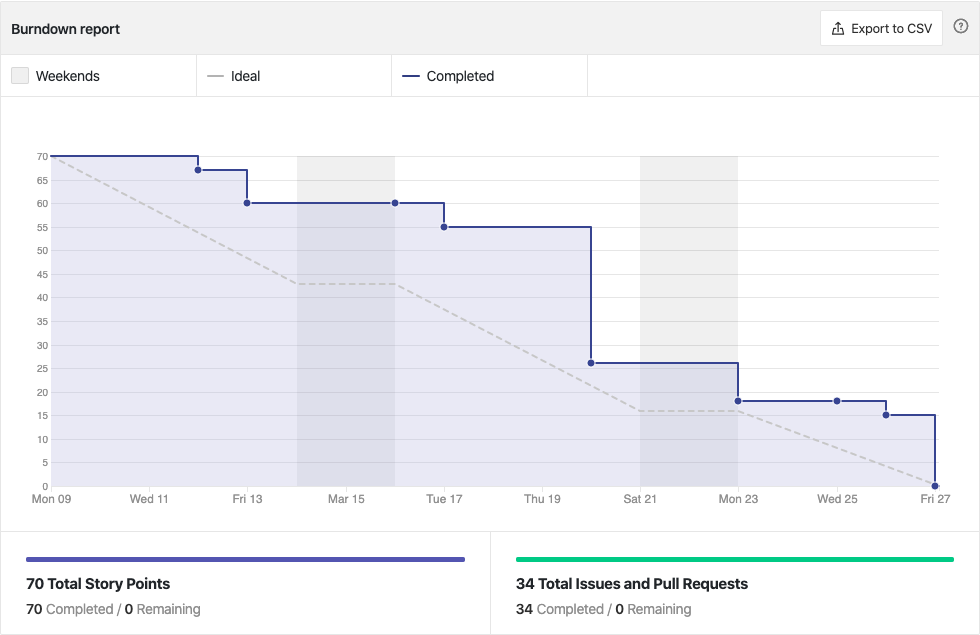 Burndown report
Export to CSV
?
Weekends
Ideal
Completed
70
65
60
55
50
45
40
35
30
25
20
15
10
5
0
Mon 09 Wed 11 Fri 13 Mar 15 Tue 17 Thu 19 Sat 21 Mon 23 Wed 25 Fri 27
70 Total Story Points
70 Completed / 0 Remaining
34 Total Issues and Pull Requests
34 Completed / 0 Remaining